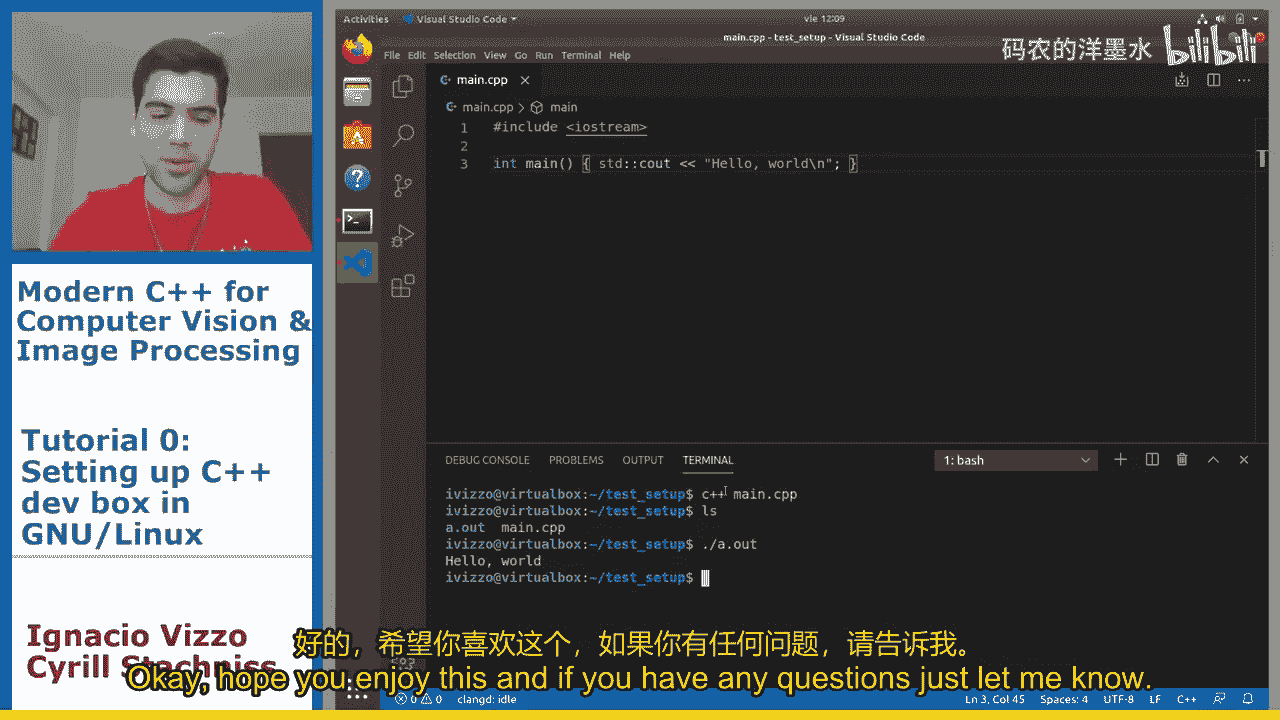 Activities
Visual Studio Code
vie 12:09
main.cpp - test_setup - Visual Studio Code
File Edit Selection View Go Run Terminal Help
码农的洋墨水 bilibili
main.cpp
main.cpp > main
1 #include <iostream>
2
3 int main() { std::cout << "Hello, world\n"; }
Modern C++ for
Computer Vision &
Image Processing
Tutorial 0:
Setting up C++
dev box in
GNU/Linux
Ignacio Vizzo
Cyrill Stachniss
DEBUG CONSOLE PROBLEMS OUTPUT TERMINAL
1: bash
ivizzo@virtualbox:~/test_setup$ c++ main.cpp
ivizzo@virtualbox:~/test_setup$ ls
a.out main.cpp
ivizzo@virtualbox:~/test_setup$ ./a.out
Hello, world
ivizzo@virtualbox:~/test_setup$
好的，希望你喜欢这个，如果你有任何问题，请告诉我。
Okay, hope you enjoy this and if you have any questions just let me know.
0 0 clangd: idle
Ln 3, Col 45 Spaces: 4 UTF-8 LF C++